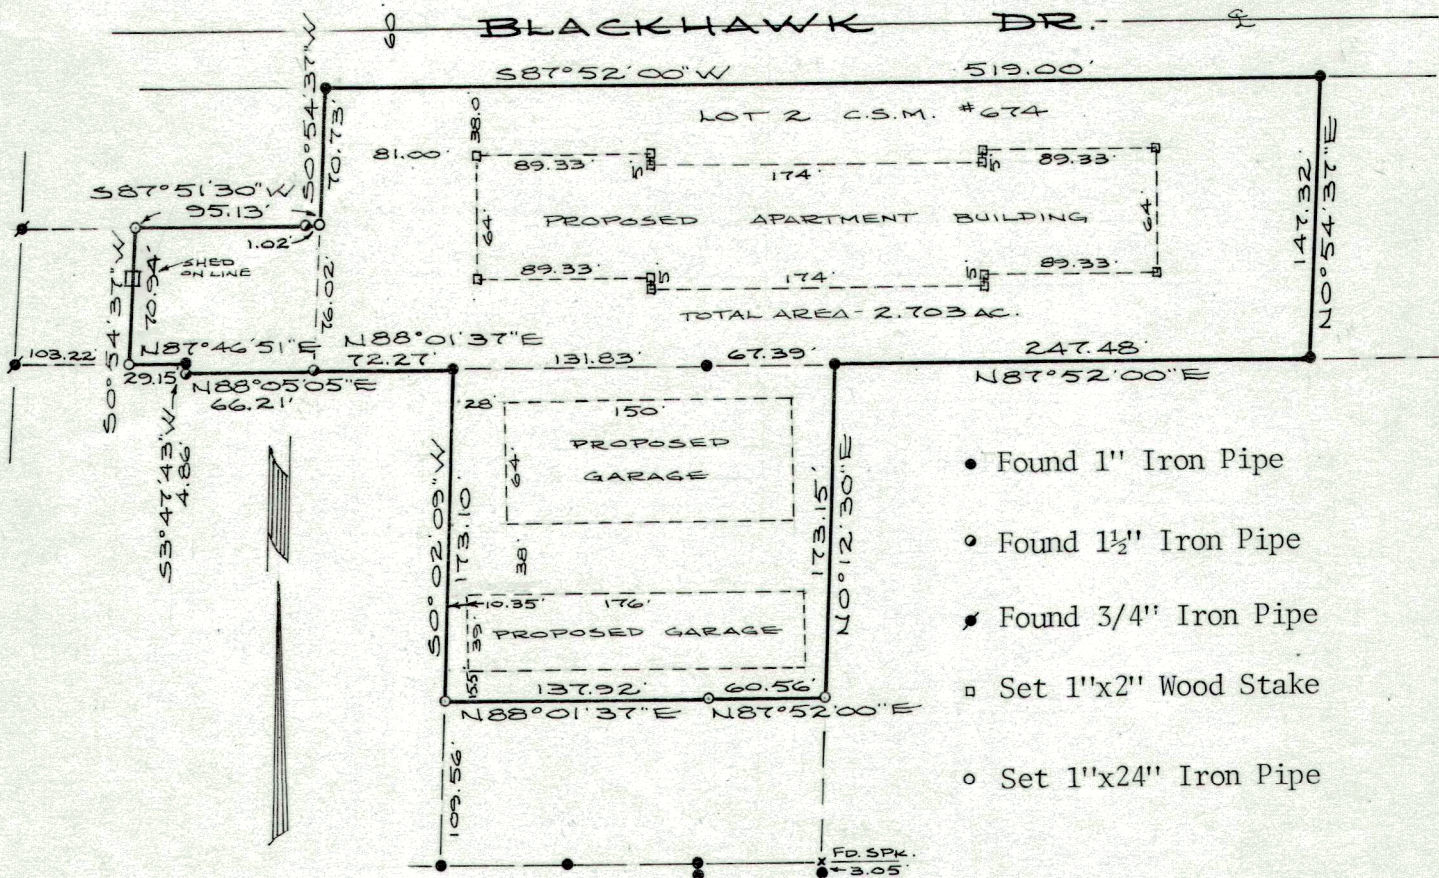 60
BLACKHAWK DR.
S87°52'00"W 519.00'
S0°54'37"W
70.73'
LOT 2 C.S.M. #674
38.0
81.00'
89.33'
5'
174'
5'
89.33'
N0°54'37"E
147.32'
S87°51'30"W
95.13'
1.02'
64'
PROPOSED APARTMENT BUILDING
64'
SHED
ON LINE
S0°54'37"W
70.94'
76.02'
89.33'
5'
174'
5'
89.33'
TOTAL AREA - 2.703 AC.
103.22'
N87°46'51"E
29.15'
N88°01'37"E
72.27'
131.83'
67.39'
247.48'
N87°52'00"E
N88°05'05"E
66.21'
S3°47'43"W
4.86'
28'
150'
PROPOSED
GARAGE
64'
S0°02'09"W
173.10'
173.15'
N0°12'30"E
38'
10.35'
176'
PROPOSED GARAGE
39'
15.5'
137.92'
60.56'
N88°01'37"E N87°52'00"E
109.56'
FD. SPK.
3.05'
Found 1" Iron Pipe
Found 1½" Iron Pipe
Found 3/4" Iron Pipe
Set 1"x2" Wood Stake
Set 1"x24" Iron Pipe